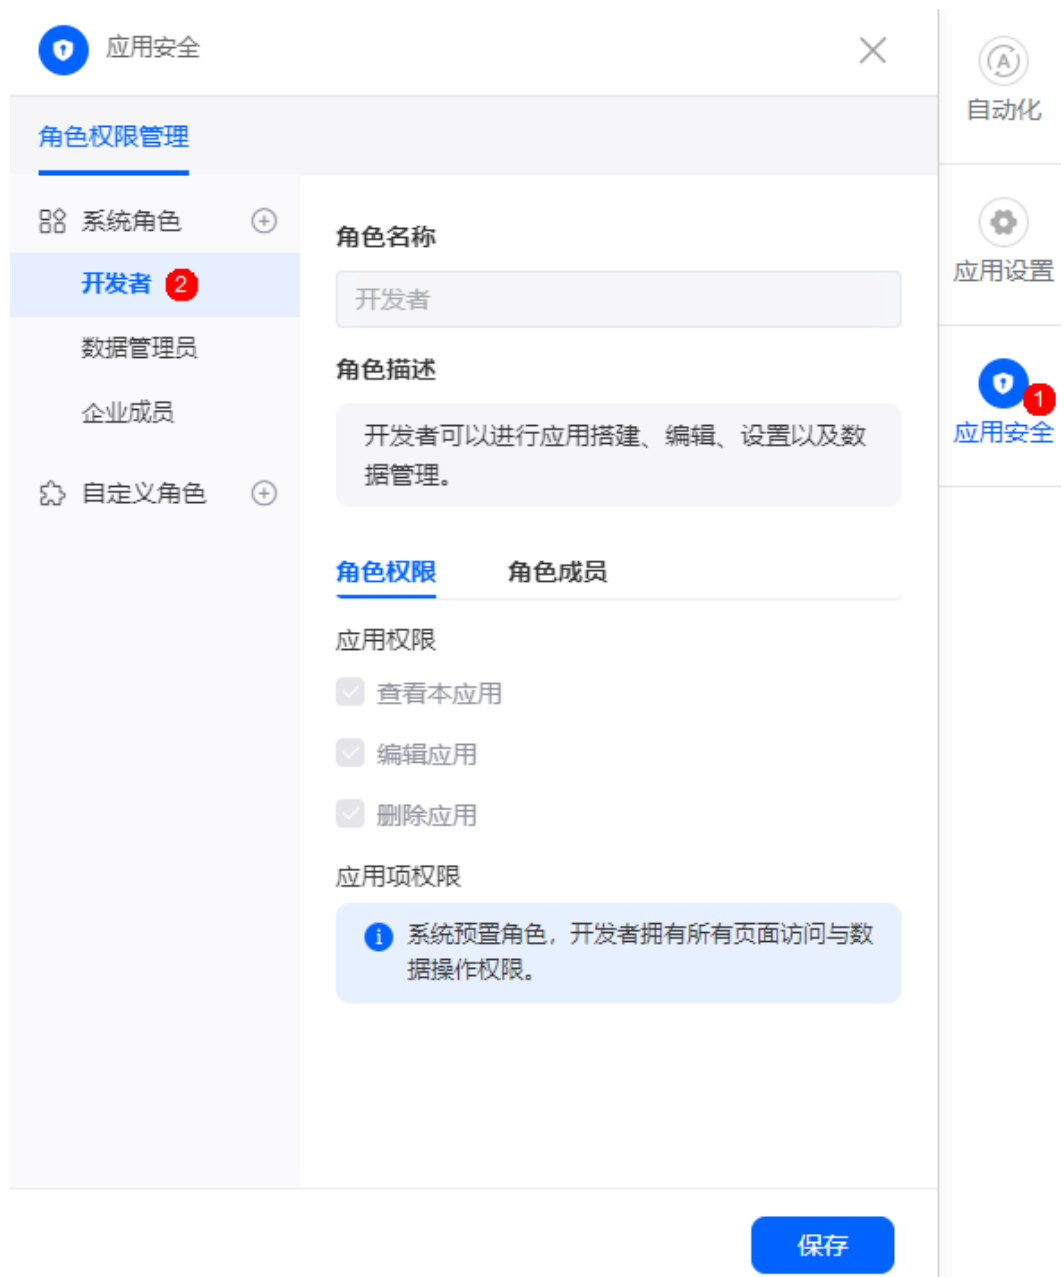 应用安全
角色权限管理
系统角色
开发者 2
数据管理员
企业成员
自定义角色
角色名称
开发者
角色描述
开发者可以进行应用搭建、编辑、设置以及数
据管理。
角色权限 角色成员
应用权限
查看本应用
编辑应用
删除应用
应用项权限
系统预置角色，开发者拥有所有页面访问与数
据操作权限。
保存
A
自动化
应用设置
1
应用安全